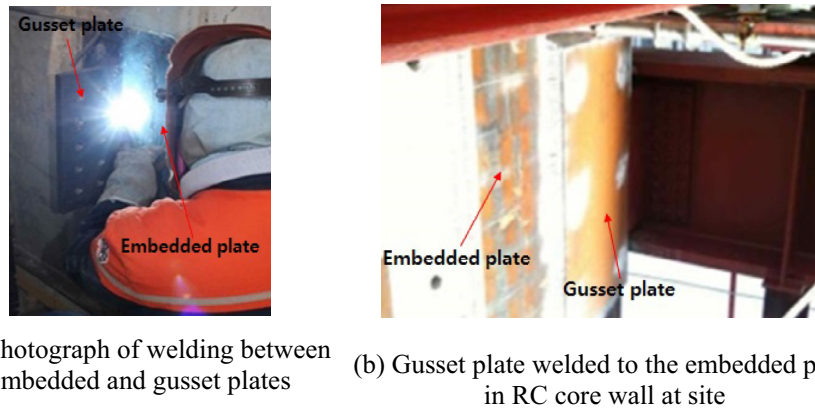 Gusset plate
Embedded plate
Embedded plate
Gusset plate
hotograph of welding between
mbedded and gusset plates
(b) Gusset plate welded to the embedded p
in RC core wall at site